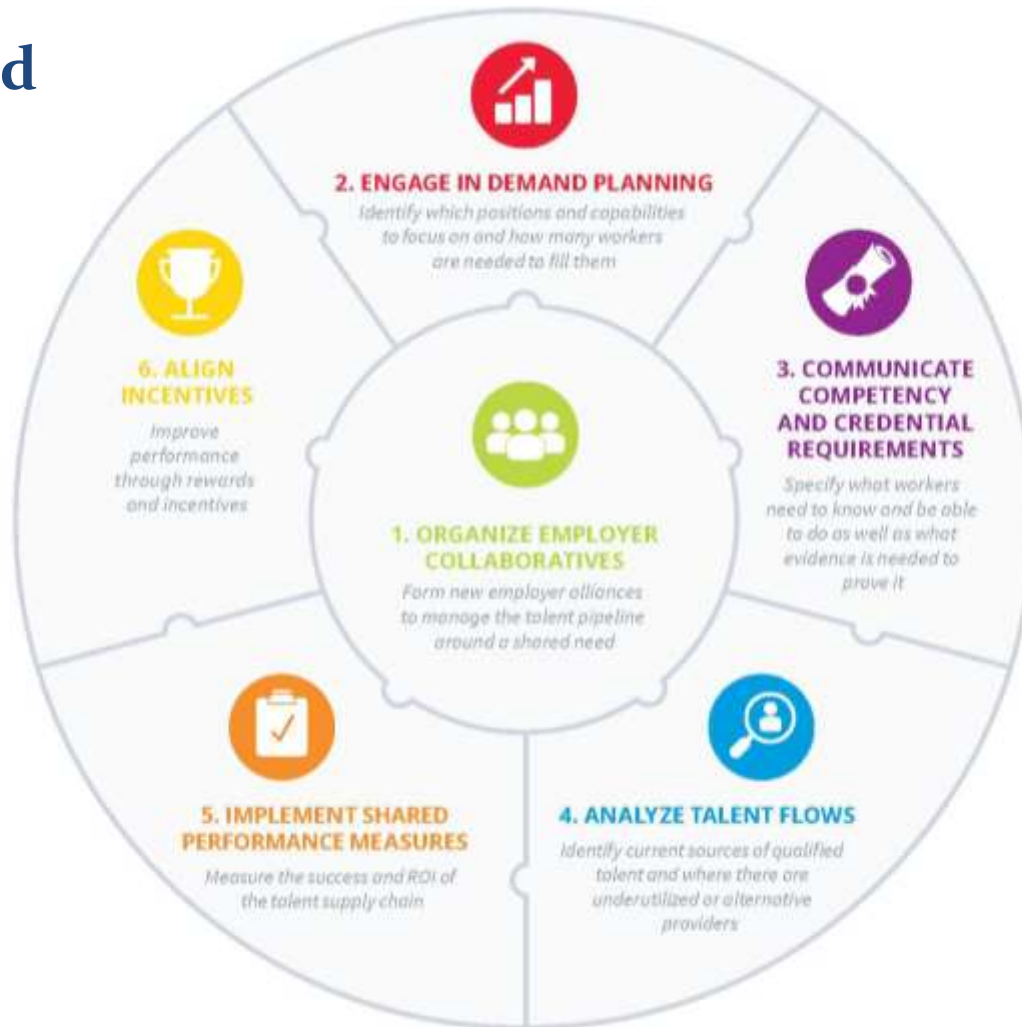 d
2. ENGAGE IN DEMAND PLANNING
Identify which positions and capabilities
to focus on and how many workers
are needed to fill them
6. ALIGN
INCENTIVES
Improve
performance
through rewards
and incentives
3. COMMUNICATE
COMPETENCY
AND CREDENTIAL
REQUIREMENTS
Specify what workers
need to know and be able
to do as well as what
evidence is needed to
prove it
1. ORGANIZE EMPLOYER
COLLABORATIVES
Form new employer alliances
to manage the talent pipeline
around a shared need
5. IMPLEMENT SHARED
PERFORMANCE MEASURES
Measure the success and ROI of
the talent supply chain
4. ANALYZE TALENT FLOWS
Identify current sources of qualified
talent and where there are
underutilized or alternative
providers